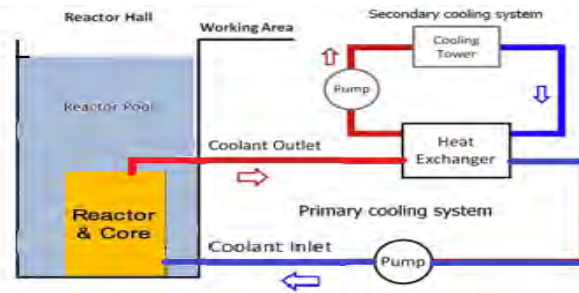 Reactor Hall
Working Area
Secondary cooling system
Cooling
Tower
Pump
Reactor Pool
Coolant Outlet
Heat
Exchanger
Reactor
& Core
Primary cooling system
Coolant Inlet
Pump